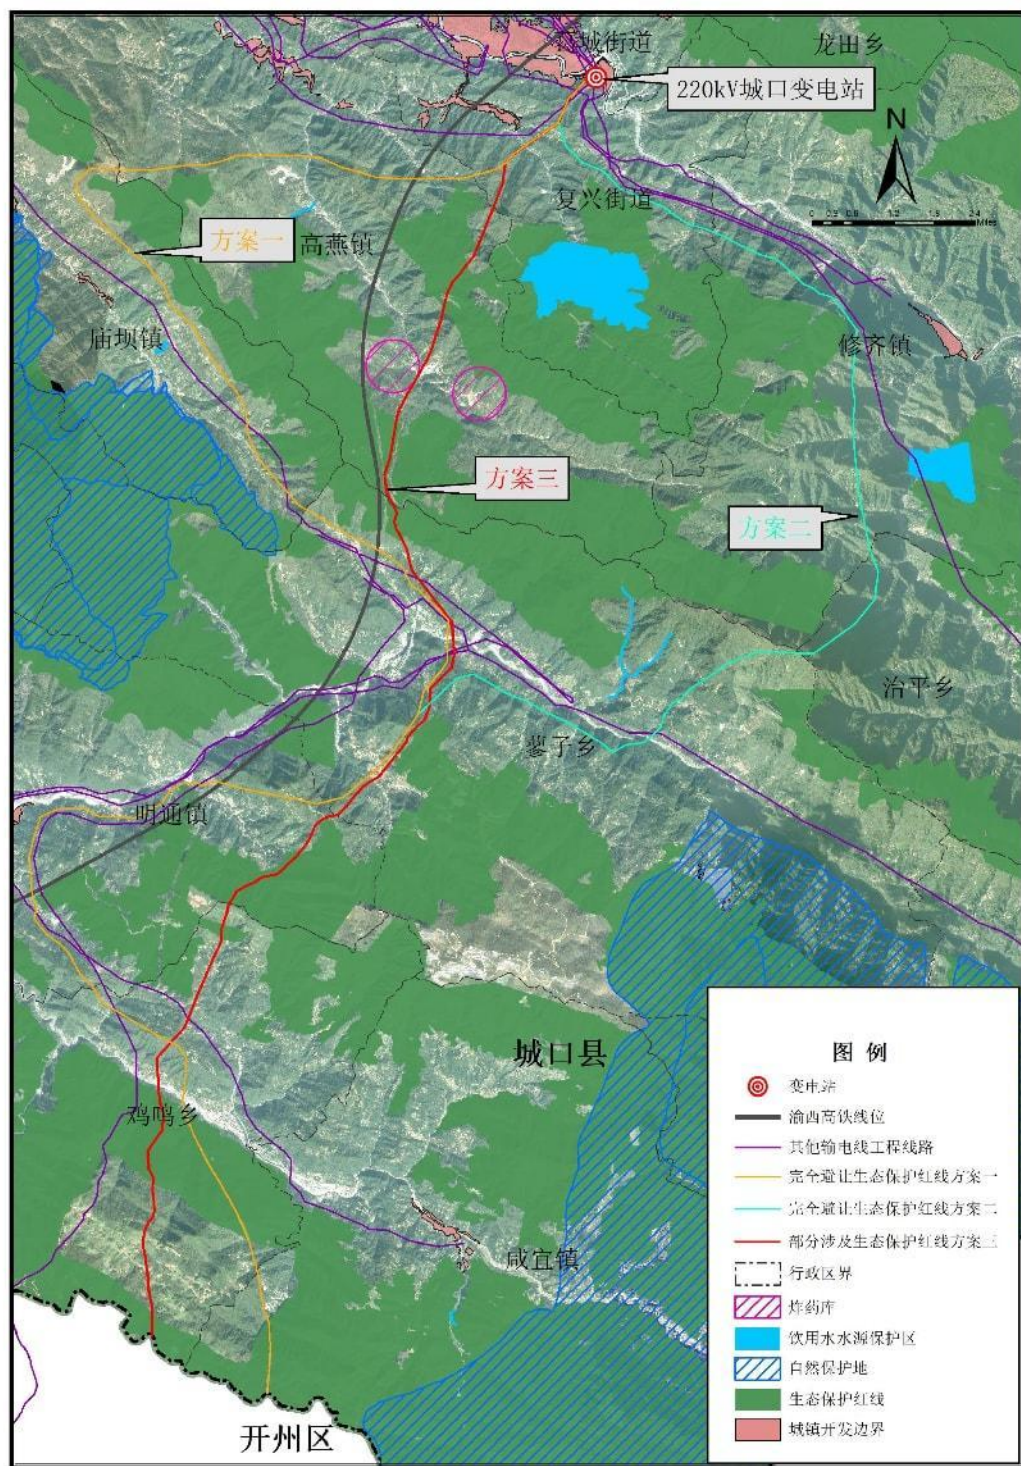 城街道
龙田乡
220kV城口变电站
N
复兴街道
方案一
高燕镇
庙坝镇
修齐镇
方案三
方案二
治平乡
蓼子乡
明通镇
城口县
鸡鸣乡
咸宜镇
开州区
图 例
变电站
渝西高铁线位
其他输电线工程线路
完全避让生态保护红线方案一
完全避让生态保护红线方案二
部分涉及生态保护红线方案三
行政区界
炸药库
饮用水水源保护区
自然保护地
生态保护红线
城镇开发边界